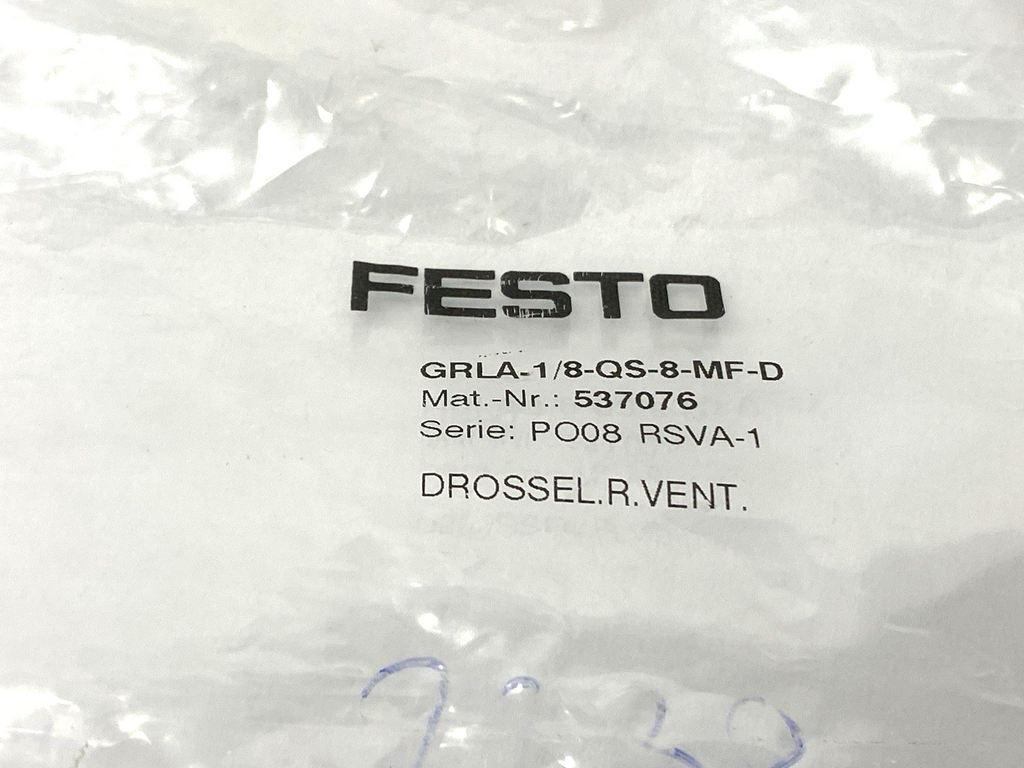 FESTO
GRLA-1/8-QS-8-MF-D
Mat.-Nr.: 537076
Serie: PO08 RSVA-1
DROSSEL.R.VENT.